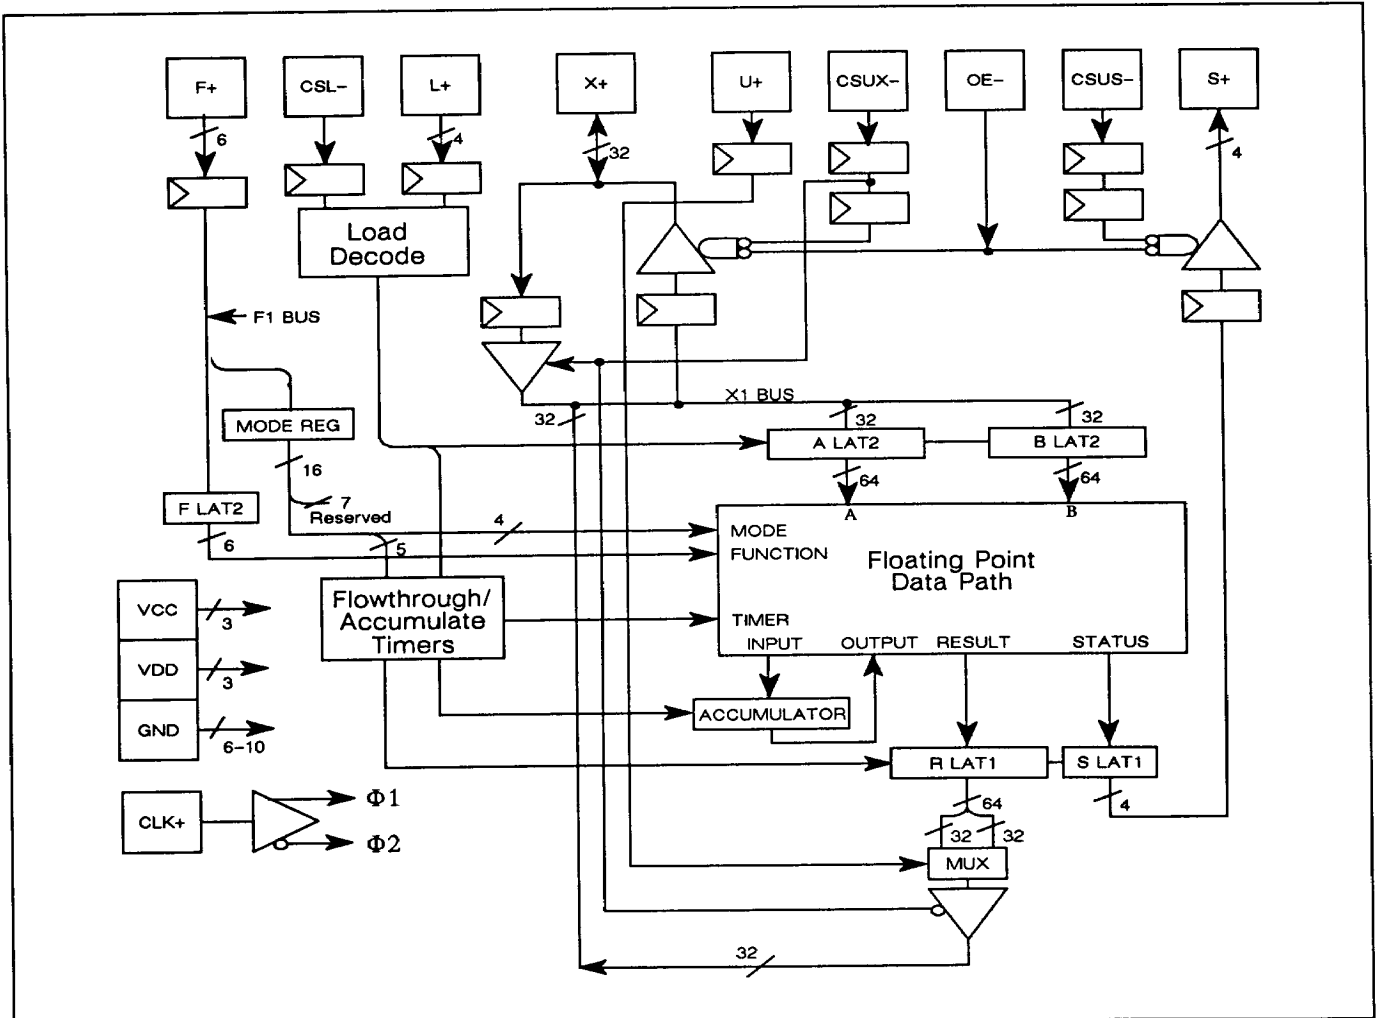 F+
CSL-
L+
X+
U+
CSUX-
OE-
CSUS-
S+
6
4
32
4
Load
Decode
F1 BUS
X1 BUS
32
32
32
MODE REG
A LAT2
B LAT2
16
64
64
7
Reserved
F LAT2
4
A
B
MODE
6
5
FUNCTION
Floating Point
Data Path
VCC
3
Flowthrough/
Accumulate
Timers
TIMER
INPUT
OUTPUT
RESULT
STATUS
VDD
3
GND
6-10
ACCUMULATOR
R LAT1
S LAT1
CLK+
Φ1
Φ2
64
4
32
32
MUX
32